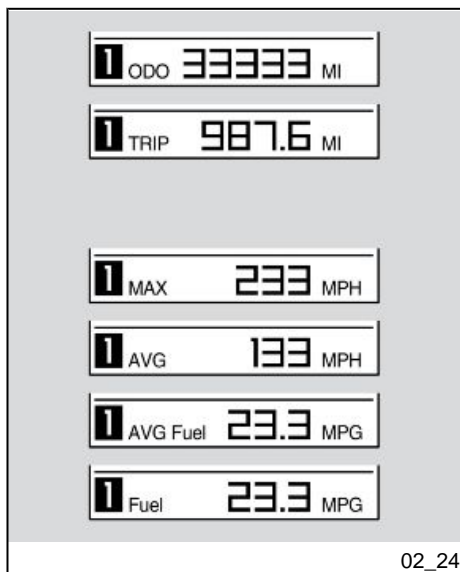 1 ODO 33333 MI
1 TRIP 987.6 MI
1 MAX 233 MPH
1 AVG 133 MPH
1 AVG Fuel 23.3 MPG
1 Fuel 23.3 MPG
02_24